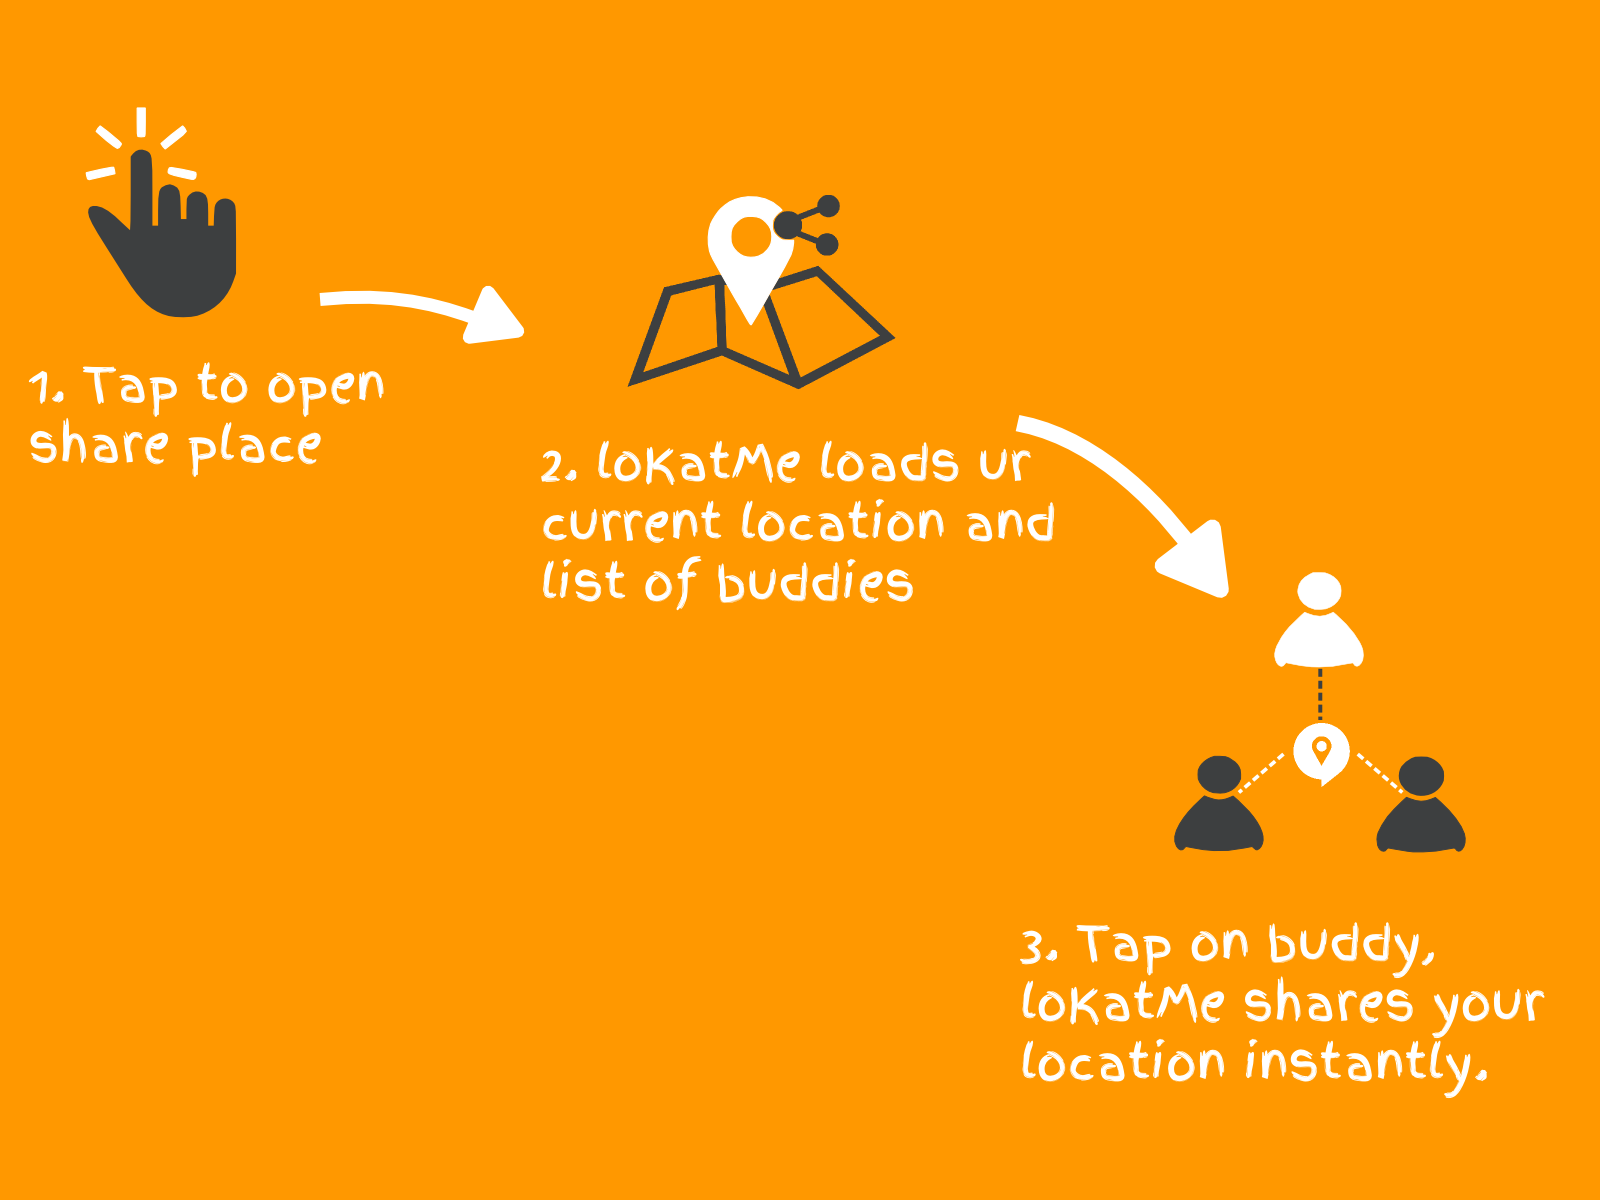 1. Tap to open
share place
2. loKatMe loads ur
current location and
list of buddies
3. Tap on buddy,
loKatMe shares your
location instantly.